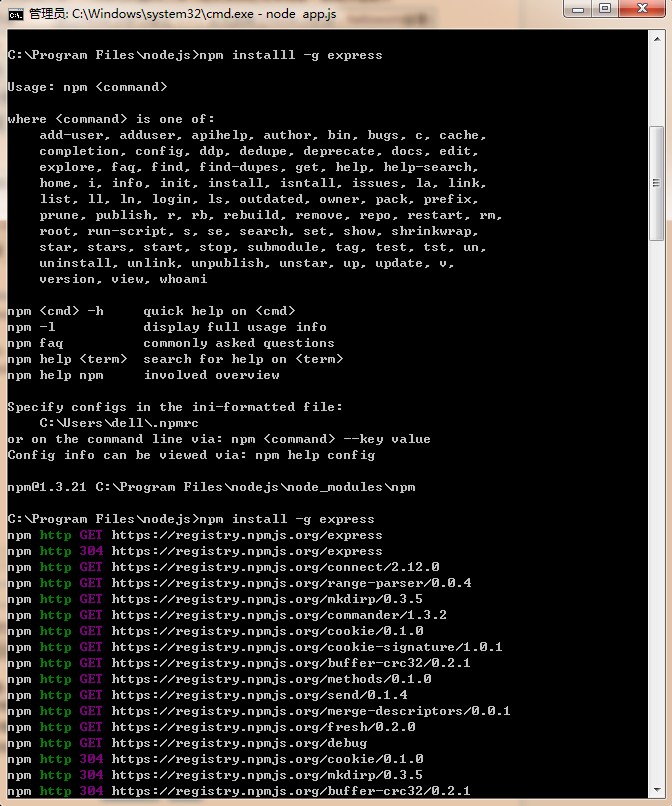 管理员: C:\Windows\system32\cmd.exe - node app.js
C:\Program Files\nodejs>npm installl -g express
Usage: npm <command>
where <command> is one of:
add-user, adduser, apihelp, author, bin, bugs, c, cache,
completion, config, ddp, dedupe, deprecate, docs, edit,
explore, faq, find, find-dupes, get, help, help-search,
home, i, info, init, install, isntall, issues, la, link,
list, ll, ln, login, ls, outdated, owner, pack, prefix,
prune, publish, r, rb, rebuild, remove, repo, restart, rm,
root, run-script, s, se, search, set, show, shrinkwrap,
star, stars, start, stop, submodule, tag, test, tst, un,
uninstall, unlink, unpublish, unstar, up, update, v,
version, view, whoami
npm <cmd> -h     quick help on <cmd>
npm -l           display full usage info
npm faq          commonly asked questions
npm help <term>  search for help on <term>
npm help npm     involved overview
Specify configs in the ini-formatted file:
C:\Users\dell\.npmrc
or on the command line via: npm <command> --key value
Config info can be viewed via: npm help config
npm@1.3.21 C:\Program Files\nodejs\node_modules\npm
C:\Program Files\nodejs>npm install -g express
npm http GET https://registry.npmjs.org/express
npm http 304 https://registry.npmjs.org/express
npm http GET https://registry.npmjs.org/connect/2.12.0
npm http GET https://registry.npmjs.org/range-parser/0.0.4
npm http GET https://registry.npmjs.org/mkdirp/0.3.5
npm http GET https://registry.npmjs.org/commander/1.3.2
npm http GET https://registry.npmjs.org/cookie/0.1.0
npm http GET https://registry.npmjs.org/cookie-signature/1.0.1
npm http GET https://registry.npmjs.org/buffer-crc32/0.2.1
npm http GET https://registry.npmjs.org/methods/0.1.0
npm http GET https://registry.npmjs.org/send/0.1.4
npm http GET https://registry.npmjs.org/merge-descriptors/0.0.1
npm http GET https://registry.npmjs.org/fresh/0.2.0
npm http GET https://registry.npmjs.org/debug
npm http 304 https://registry.npmjs.org/cookie/0.1.0
npm http 304 https://registry.npmjs.org/mkdirp/0.3.5
npm http 304 https://registry.npmjs.org/buffer-crc32/0.2.1